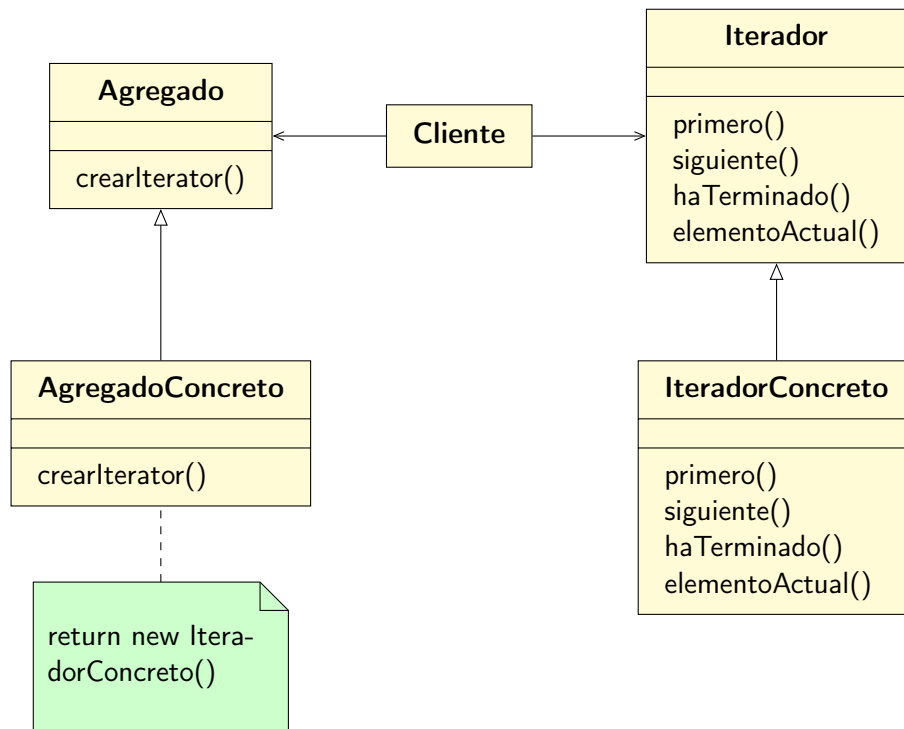 Agregado
crearIterator()
Cliente
Iterador
primero()
siguiente()
haTerminado()
elementoActual()
AgregadoConcreto
crearIterator()
return new Itera-
dorConcreto()
IteradorConcreto
primero()
siguiente()
haTerminado()
elementoActual()